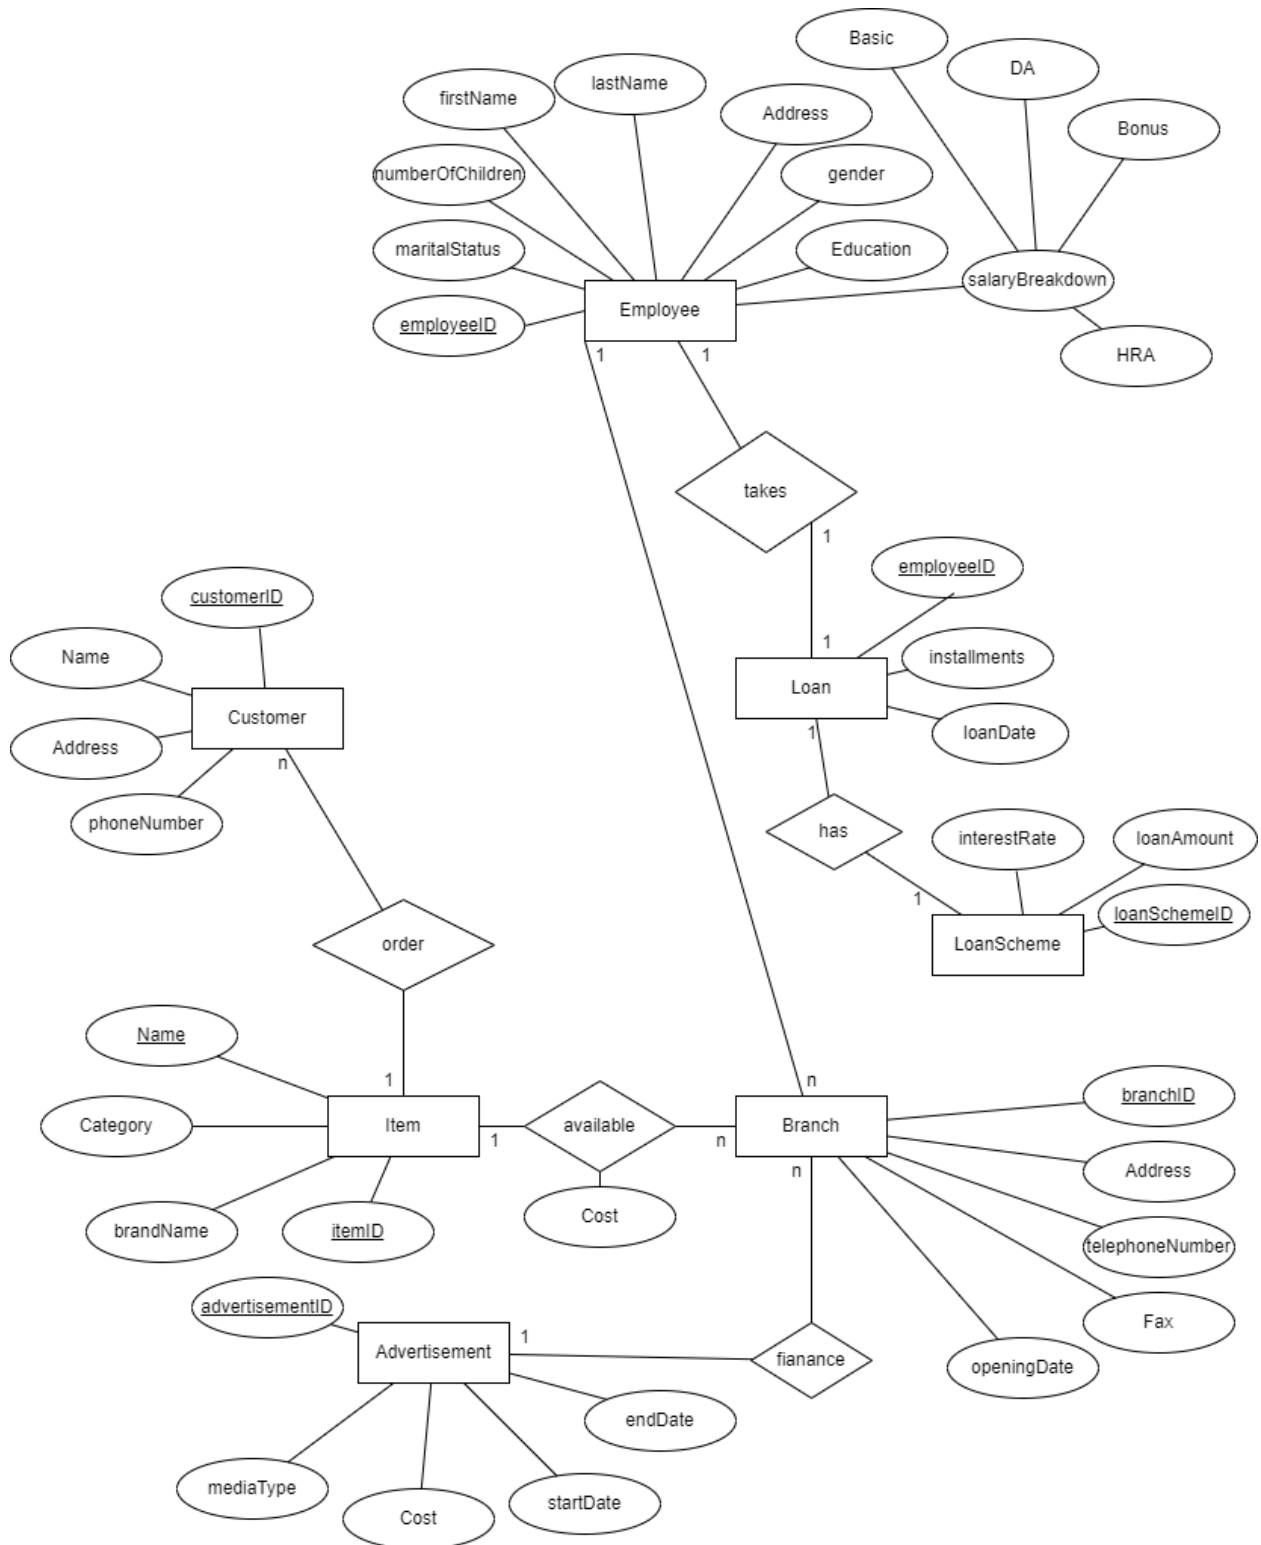 Basic
DA
lastName
firstName
Address
Bonus
numberOfChildren
gender
maritalStatus
Education
salaryBreakdown
Employee
employeeID
1
1
HRA
takes
1
employeeID
customerID
1
Name
installments
Loan
Customer
loanDate
1
Address
n
phoneNumber
has
interestRate
loanAmount
1
loanSchemeID
order
LoanScheme
Name
1
n
branchID
Category
Item
1
available
n
Branch
n
Address
brandName
itemID
Cost
telephoneNumber
advertisementID
Fax
1
Advertisement
fianance
openingDate
endDate
mediaType
startDate
Cost